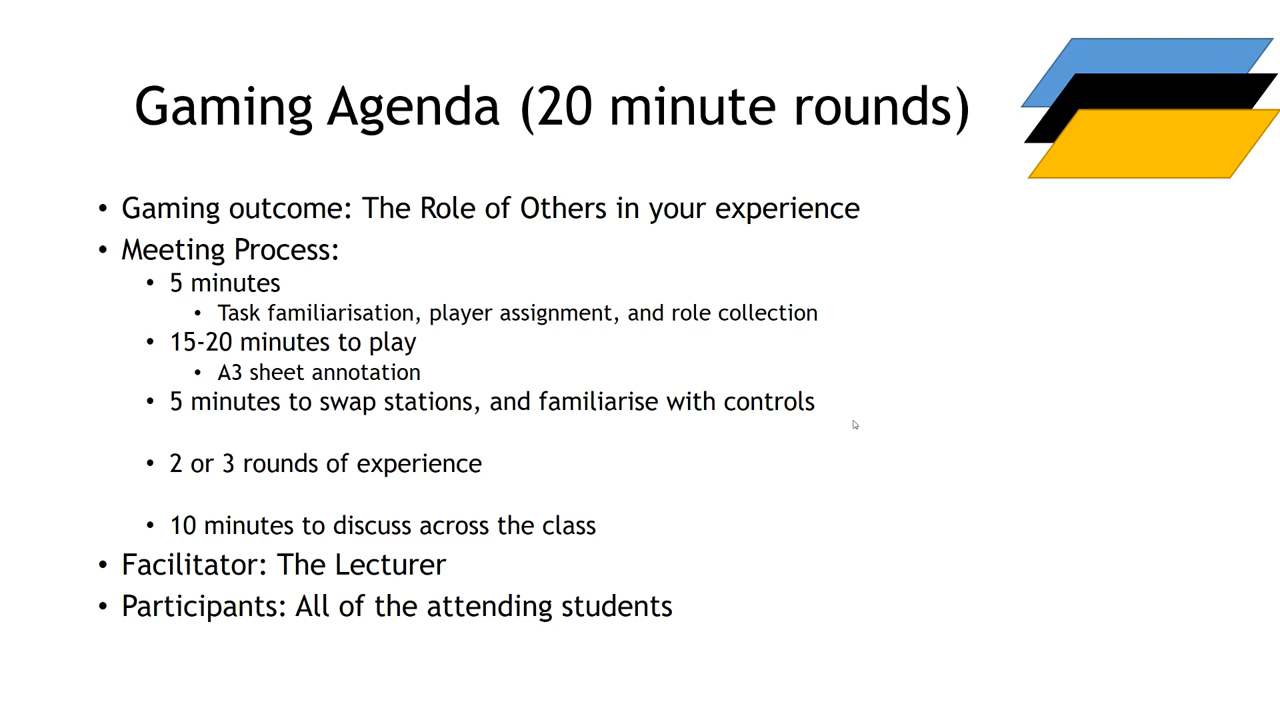 Gaming Agenda (20 minute rounds)
• Gaming outcome: The Role of Others in your experience
• Meeting Process:
• 5 minutes
• Task familiarisation, player assignment, and role collection
• 15-20 minutes to play
• A3 sheet annotation
• 5 minutes to swap stations, and familiarise with controls
• 2 or 3 rounds of experience
• 10 minutes to discuss across the class
• Facilitator: The Lecturer
• Participants: All of the attending students